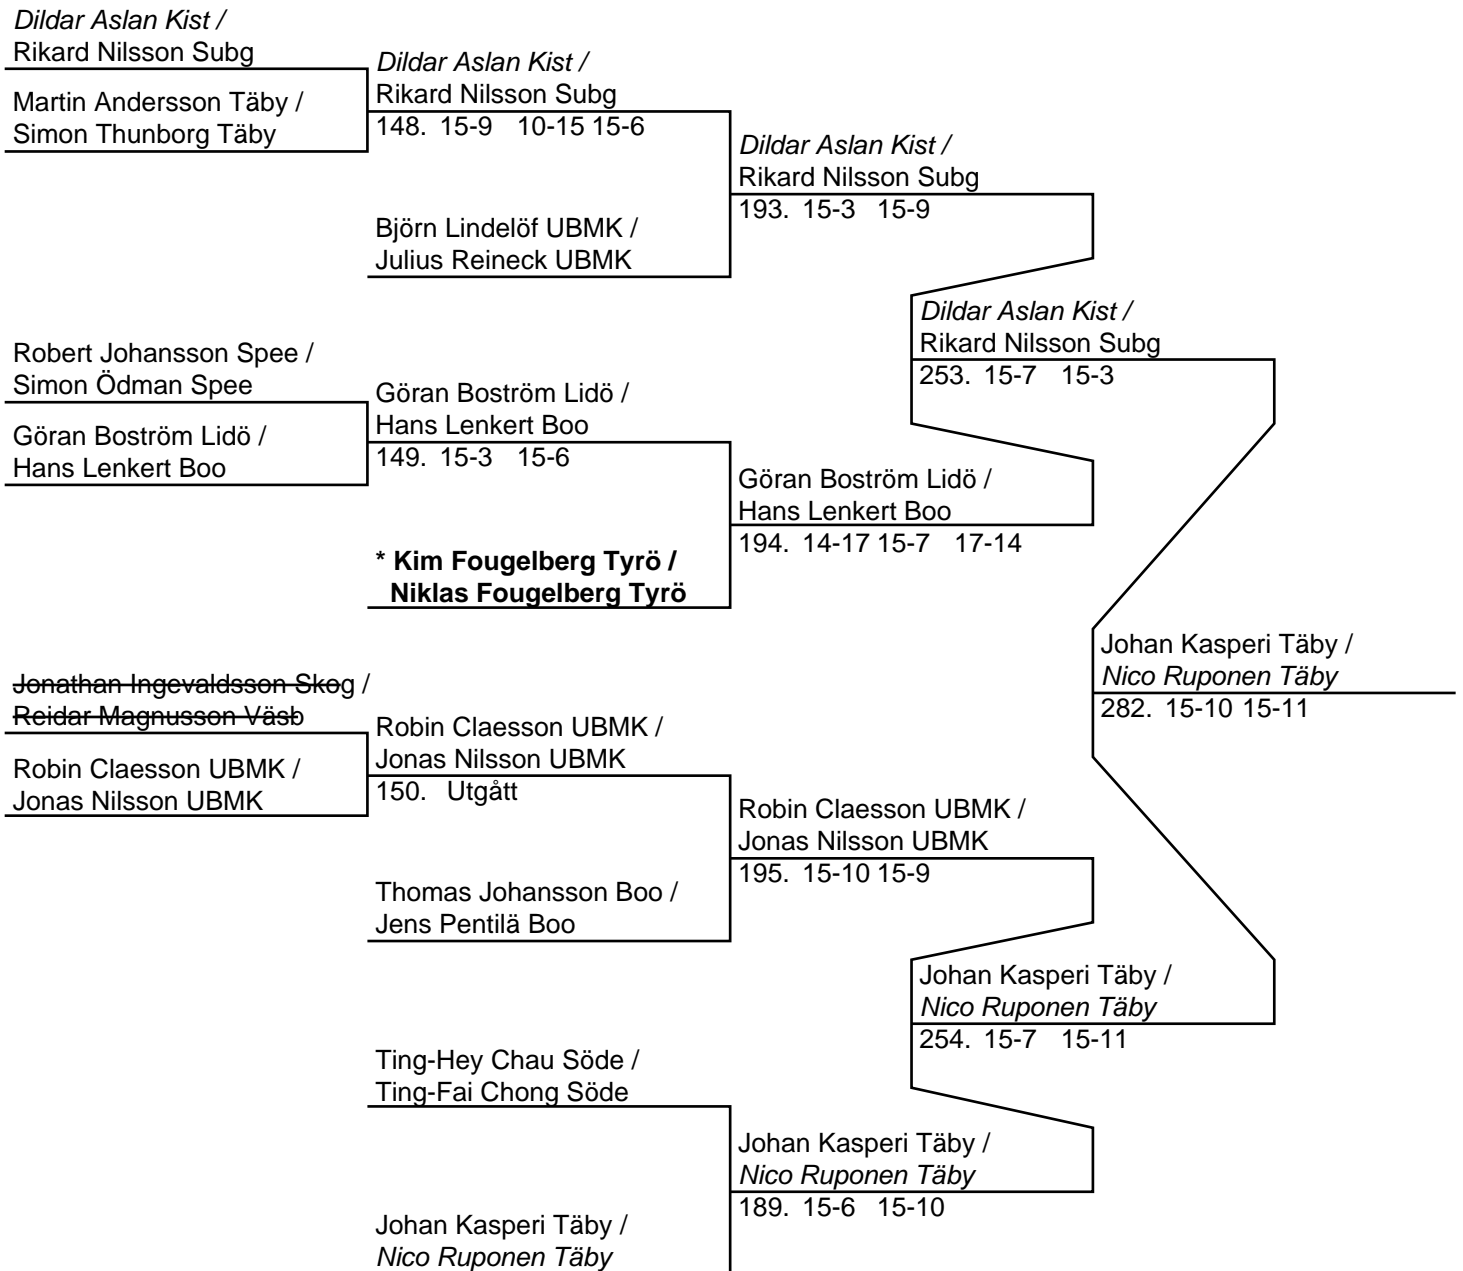 Dildar Aslan Kist /
Rikard Nilsson Subg
Martin Andersson Täby /
Simon Thunborg Täby
Dildar Aslan Kist /
Rikard Nilsson Subg
148. 15-9 10-15 15-6
Björn Lindelöf UBMK /
Julius Reineck UBMK
Dildar Aslan Kist /
Rikard Nilsson Subg
193. 15-3 15-9
Robert Johansson Spee /
Simon Ödman Spee
Göran Boström Lidö /
Hans Lenkert Boo
Göran Boström Lidö /
Hans Lenkert Boo
149. 15-3 15-6
* Kim Fougelberg Tyrö /
Niklas Fougelberg Tyrö
Göran Boström Lidö /
Hans Lenkert Boo
194. 14-17 15-7 17-14
Dildar Aslan Kist /
Rikard Nilsson Subg
253. 15-7 15-3
Jonathan Ingevaldsson Skog /
Reidar Magnusson Väsb
Robin Claesson UBMK /
Jonas Nilsson UBMK
Robin Claesson UBMK /
Jonas Nilsson UBMK
150. Utgått
Thomas Johansson Boo /
Jens Pentilä Boo
Robin Claesson UBMK /
Jonas Nilsson UBMK
195. 15-10 15-9
Ting-Hey Chau Söde /
Ting-Fai Chong Söde
Johan Kasperi Täby /
Nico Ruponen Täby
Johan Kasperi Täby /
Nico Ruponen Täby
189. 15-6 15-10
Johan Kasperi Täby /
Nico Ruponen Täby
254. 15-7 15-11
Johan Kasperi Täby /
Nico Ruponen Täby
282. 15-10 15-11